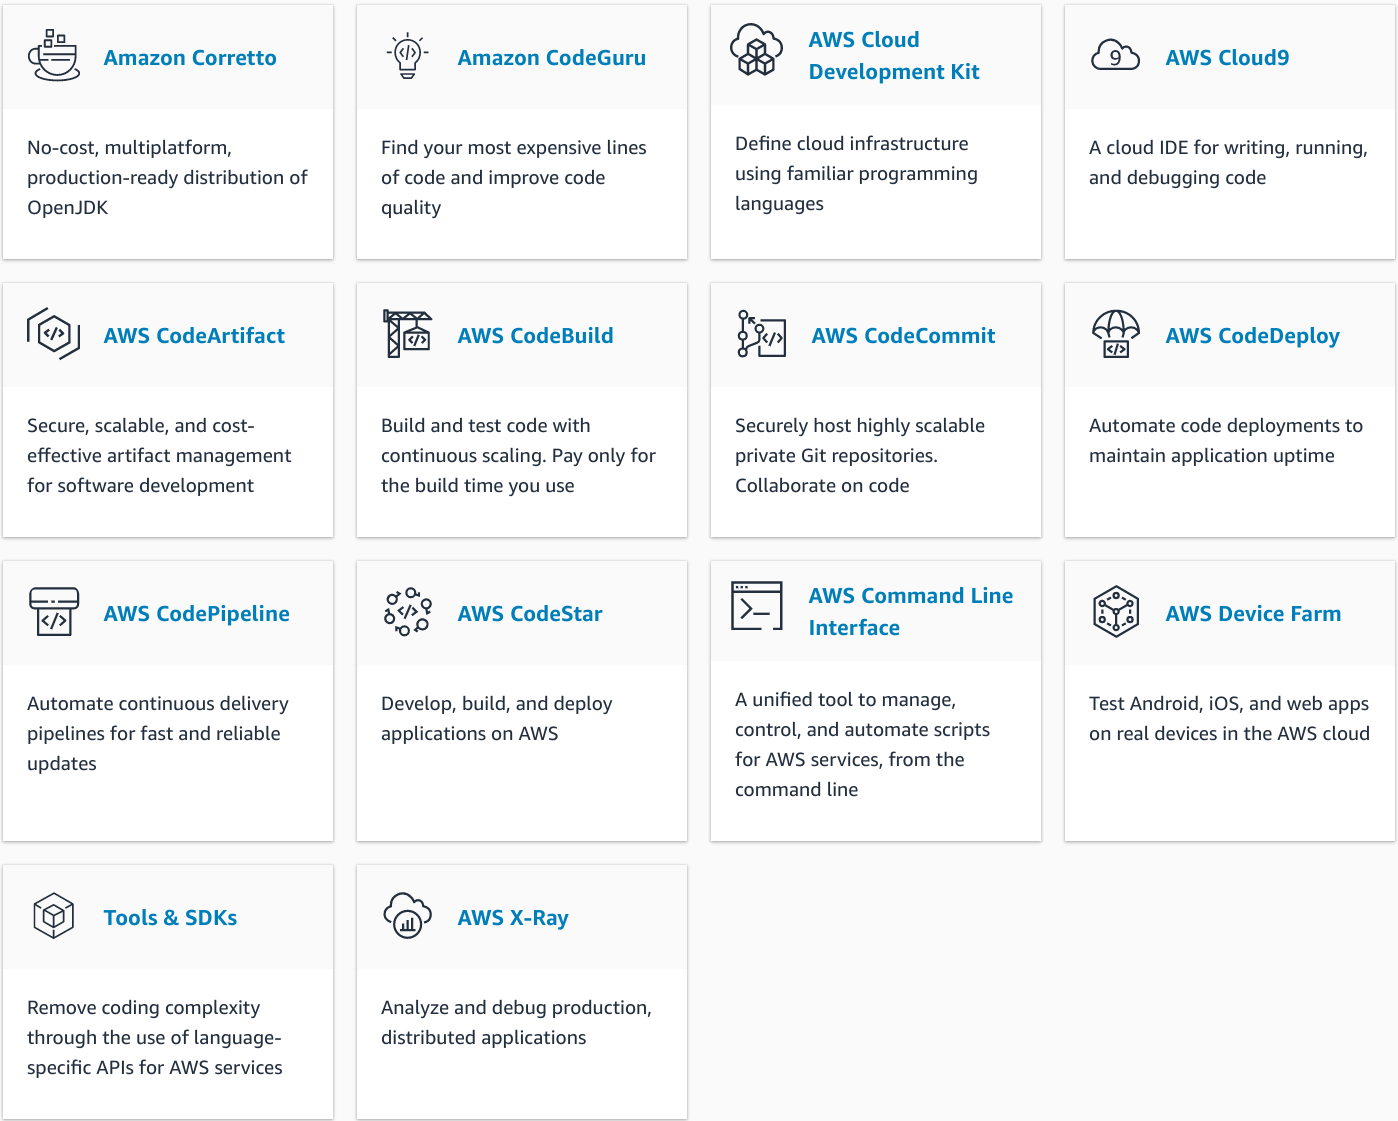 Amazon Corretto
No-cost, multiplatform,
production-ready distribution of
OpenJDK
Amazon CodeGuru
Find your most expensive lines
of code and improve code
quality
AWS Cloud
Development Kit
Define cloud infrastructure
using familiar programming
languages
9
AWS Cloud9
A cloud IDE for writing, running,
and debugging code
AWS CodeArtifact
Secure, scalable, and cost-
effective artifact management
for software development
AWS CodeBuild
Build and test code with
continuous scaling. Pay only for
the build time you use
AWS CodeCommit
Securely host highly scalable
private Git repositories.
Collaborate on code
AWS CodeDeploy
Automate code deployments to
maintain application uptime
AWS CodePipeline
Automate continuous delivery
pipelines for fast and reliable
updates
AWS CodeStar
Develop, build, and deploy
applications on AWS
AWS Command Line
Interface
A unified tool to manage,
control, and automate scripts
for AWS services, from the
command line
AWS Device Farm
Test Android, iOS, and web apps
on real devices in the AWS cloud
Tools & SDKs
Remove coding complexity
through the use of language-
specific APIs for AWS services
AWS X-Ray
Analyze and debug production,
distributed applications